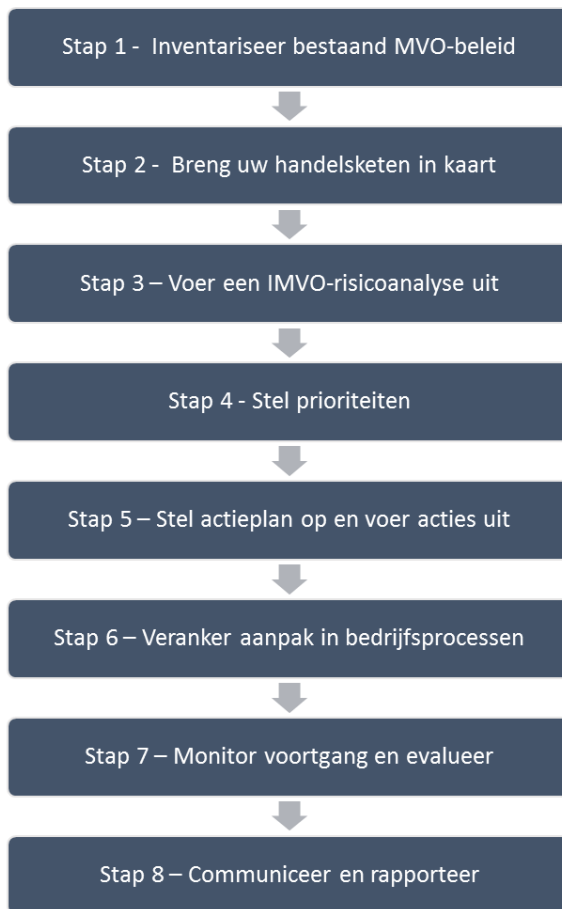 Stap 1 - Inventariseer bestaand MVO-beleid
Stap 2 - Breng uw handelsketen in kaart
Stap 3 – Voer een IMVO-risicoanalyse uit
Stap 4 - Stel prioriteiten
Stap 5 – Stel actieplan op en voer acties uit
Stap 6 – Veranker aanpak in bedrijfsprocessen
Stap 7 – Monitor voortgang en evalueer
Stap 8 – Communiceer en rapporteer